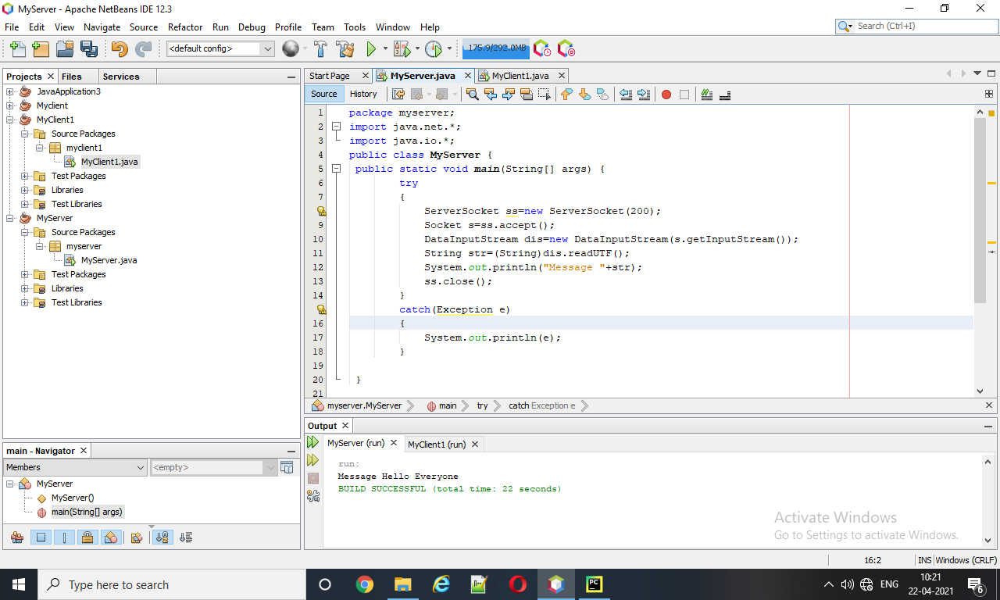 MyServer - Apache NetBeans IDE 12.3
File Edit View Navigate Source Refactor Run Debug Profile Team Tools Window Help
Search (Ctrl+I)
<default config>
175.9/292.0MB
Projects Files Services
JavaApplication3
Myclient
MyClient1
Source Packages
myclient1
MyClient1.java
Test Packages
Libraries
Test Libraries
MyServer
Source Packages
myserver
MyServer.java
Test Packages
Libraries
Test Libraries
main - Navigator
Members <empty>
MyServer
MyServer()
main(String[] args)
Start Page MyServer.java MyClient1.java
Source History
1 package myserver;
2 import java.net.*;
3 import java.io.*;
4 public class MyServer {
5 public static void main(String[] args) {
6 try
7 {
ServerSocket ss=new ServerSocket(200);
9 Socket s=ss.accept();
10 DataInputStream dis=new DataInputStream(s.getInputStream());
11 String str=(String)dis.readUTF();
12 System.out.println("Message "+str);
13 ss.close();
14 }
catch(Exception e)
16 {
17 System.out.println(e);
18 }
19
20 }
21
myserver.MyServer main try catch Exception e
Output
MyServer (run) MyClient1 (run)
run:
Message Hello Everyone
BUILD SUCCESSFUL (total time: 22 seconds)
Activate Windows
Go to Settings to activate Windows.
16:2 INS Windows (CRLF)
Type here to search
PC
ENG
10:21
22-04-2021
6